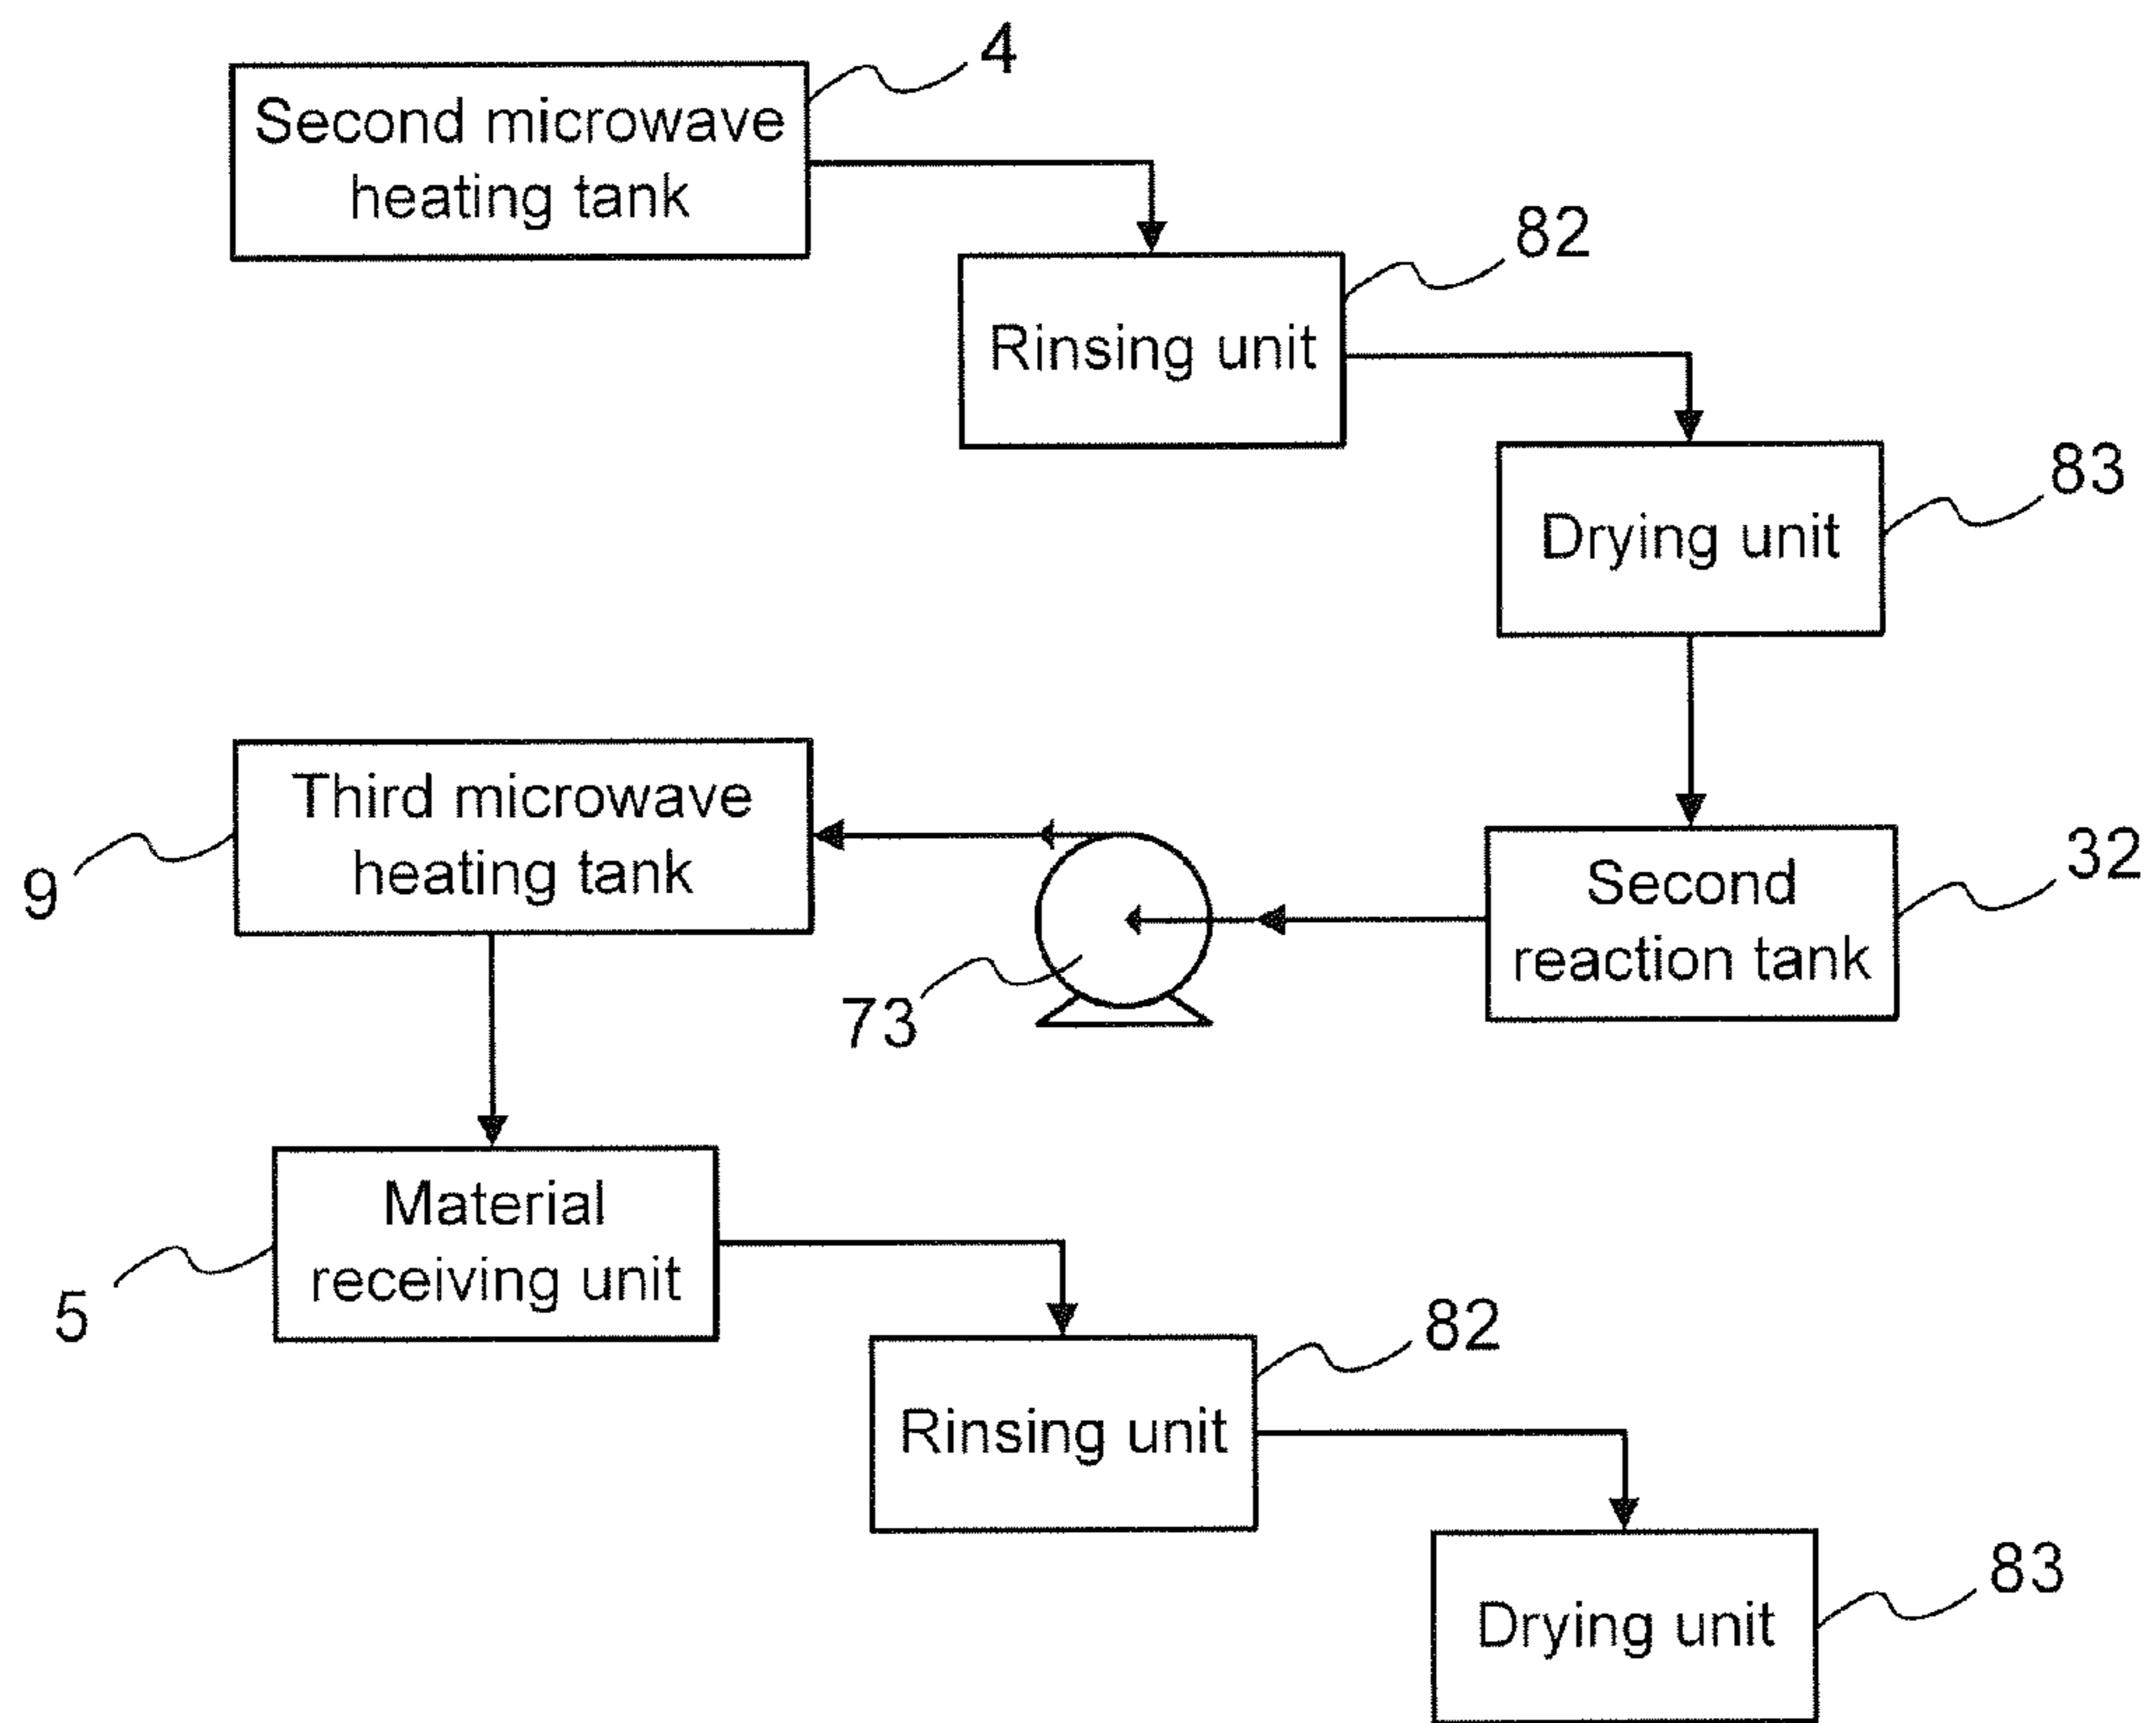 4
Second microwave
heating tank
82
Rinsing unit
83
Drying unit
Third microwave
heating tank
9
73
32
Second
reaction tank
Material
receiving unit
5
82
Rinsing unit
83
Drying unit